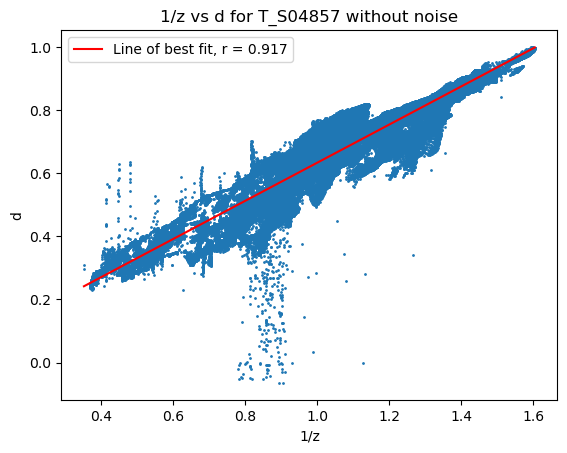 1/z vs d for T_S04857 without noise
Line of best fit, r = 0.917
d
1.0
0.8
0.6
0.4
0.2
0.0
0.4 0.6 0.8 1.0 1.2 1.4 1.6
1/z